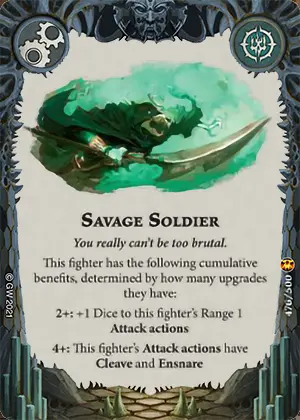 SAVAGE SOLDIER
You really can't be too brutal.
This fighter has the following cumulative
benefits, determined by how many upgrades
they have:
2+: +1 Dice to this fighter's Range 1
Attack actions
4+: This fighter's Attack actions have
Cleave and Ensnare
© GW 2021
476/500